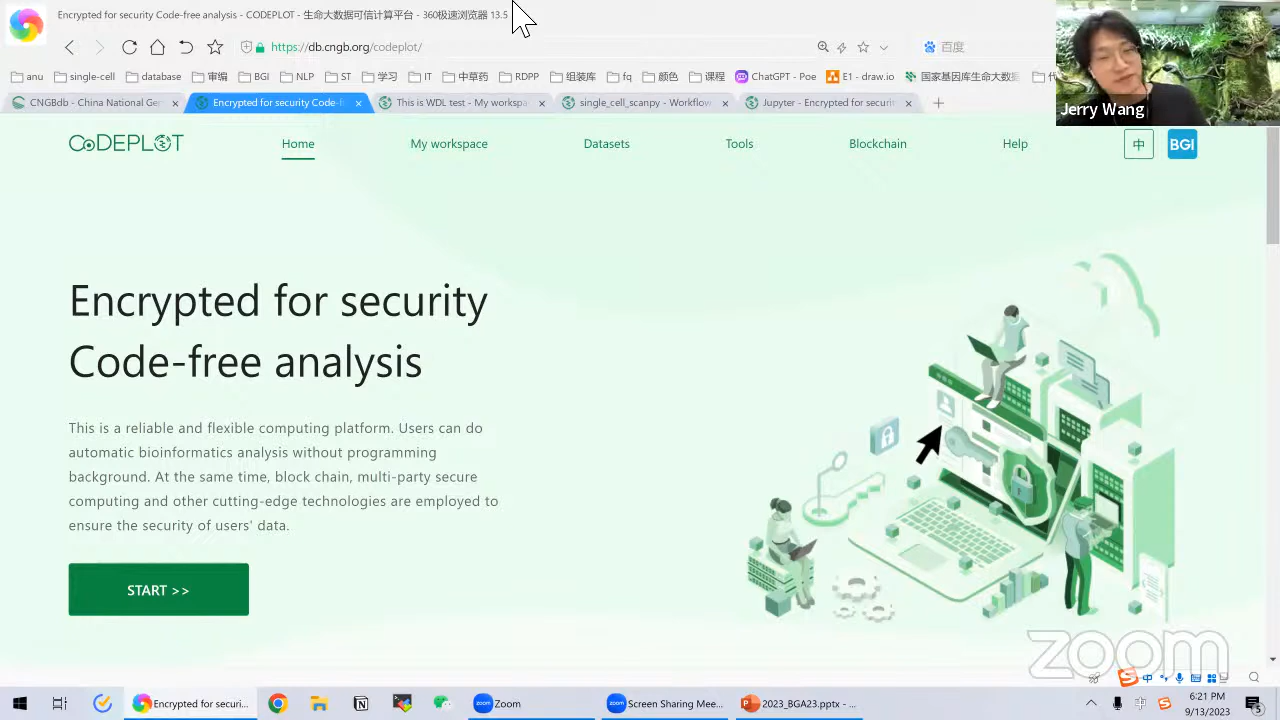 Encrypted for security Code-free analysis - CODEPLOT - 生命大数据可信计算平台 - 360极速浏览器 13.5
https://db.cngb.org/codeplot/
百度
anu single-cell database 审编 BGI NLP ST 学习 IT 中草药 RDPP 组装库 fq 颜色 课程 ChatGPT - Poe E1 - draw.io 国家基因库生命大数
CNGBdb - China National Ge
Encrypted for security Code-f
This is WDL test - My worksp
single_cell_scanpy - Workflow
Jupyter - Encrypted for securit
Jerry Wang
CODEPLOT
Home My workspace Datasets Tools Blockchain Help 中 BGI
Encrypted for security
Code-free analysis
This is a reliable and flexible computing platform. Users can do
automatic bioinformatics analysis without programming
background. At the same time, block chain, multi-party secure
computing and other cutting-edge technologies are employed to
ensure the security of users' data.
START >>
zoom
中
Encrypted for securi...
Zoom
Screen Sharing Mee...
2023_BGA23.pptx - ...
中
6:21 PM
9/13/2023
5